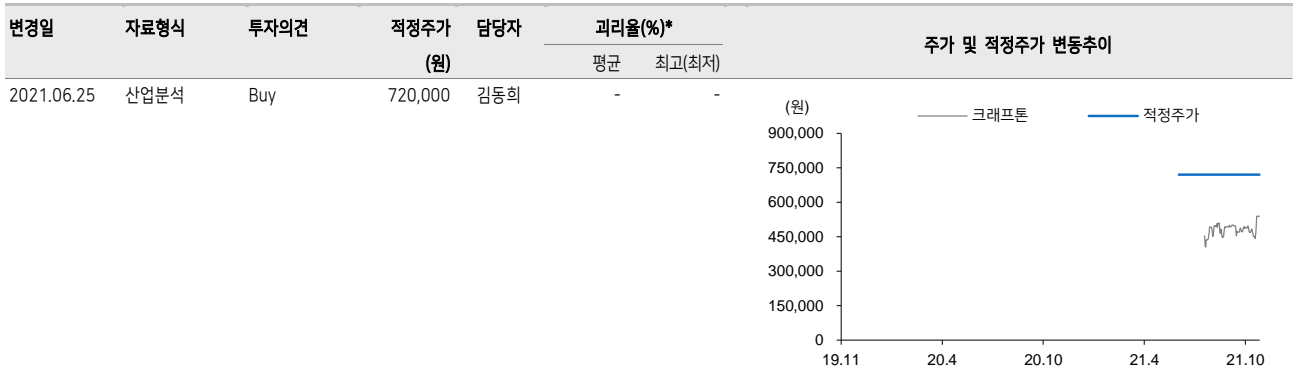 변경일 자료형식 투자의견 적정주가 (원) 담당자 괴리율(%)*
평균 최고(최저)
주가 및 적정주가 변동추이
2021.06.25 산업분석 Buy 720,000 김동희 - -
(원)
크래프톤 적정주가
900,000
750,000
600,000
450,000
300,000
150,000
0
19.11 20.4 20.10 21.4 21.10